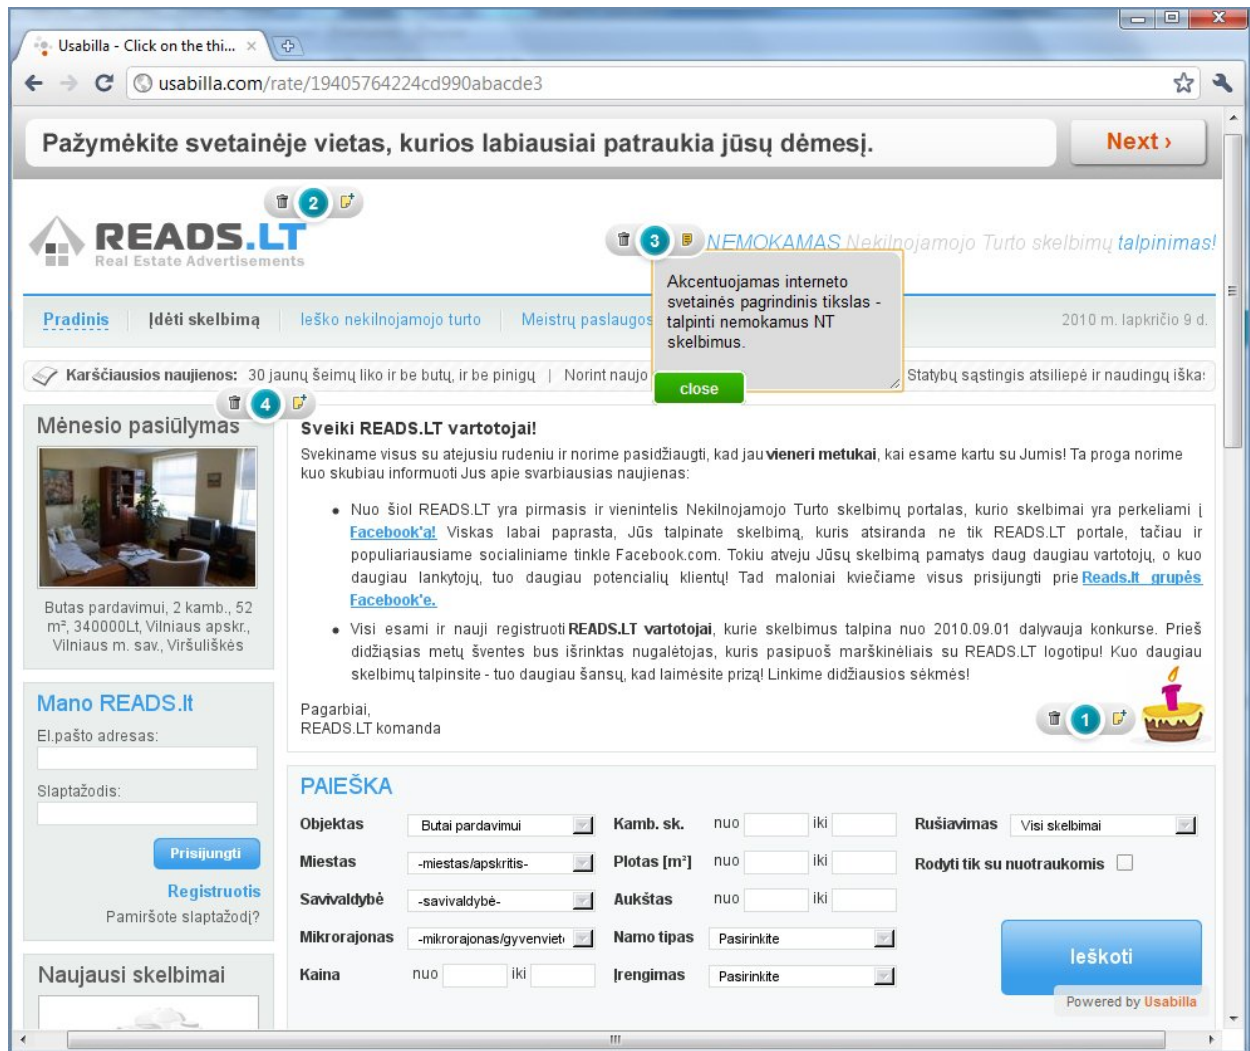 Usabilla - Click on the thi...
usabilla.com/rate/19405764224cd990abacde3
Pažymėkite svetainėje vietas, kurios labiausiai patraukia jūsų dėmesį.
Next ›
2
READS.LT
Real Estate Advertisements
3
NEMOKAMAS Nekilnojamojo Turto skelbimų talpinimas!
Akcentuojamas interneto
svetainės pagrindinis tikslas -
talpinti nemokamus NT
skelbimus.
close
Pradinis
Įdėti skelbimą
Ieško nekilnojamojo turto
Meistrų paslaugos
2010 m. lapkričio 9 d.
Karščiausios naujienos: 30 jaunų šeimų liko ir be butų, ir be pinigų | Norint naujo
Statybų sąstingis atsiliepė ir naudingų iška
4
Mėnesio pasiūlymas
Butas pardavimui, 2 kamb., 52
m², 340000Lt, Vilniaus apskr.,
Vilniaus m. sav., Viršuliškės
Sveiki READS.LT vartotojai!
Svekiname visus su atejusiu rudeniu ir norime pasidžiaugti, kad jau vieneri metukai, kai esame kartu su Jumis! Ta proga norime
kuo skubiau informuoti Jus apie svarbiausias naujienas:
• Nuo šiol READS.LT yra pirmasis ir vienintelis Nekilnojamojo Turto skelbimų portalas, kurio skelbimai yra perkeliami į
Facebook'ą! Viskas labai paprasta, Jūs talpinate skelbimą, kuris atsiranda ne tik READS.LT portale, tačiau ir
populiariausiame socialiniame tinkle Facebook.com. Tokiu atveju Jūsų skelbimą pamatys daug daugiau vartotojų, o kuo
daugiau lankytojų, tuo daugiau potencialių klientų! Tad maloniai kviečiame visus prisijungti prie Reads.lt grupės
Facebook'e.
• Visi esami ir nauji registruoti READS.LT vartotojai, kurie skelbimus talpina nuo 2010.09.01 dalyvauja konkurse. Prieš
didžiąsias metų šventes bus išrinktas nugalėtojas, kuris pasipuoš marškinėliais su READS.LT logotipu! Kuo daugiau
skelbimų talpinsite - tuo daugiau šansų, kad laimėsite prizą! Linkime didžiausios sėkmės!
Pagarbiai,
READS.LT komanda
1
Mano READS.lt
El.pašto adresas:
Slaptažodis:
Prisijungti
Registruotis
Pamiršote slaptažodį?
Naujausi skelbimai
PAIEŠKA
Objektas Butai pardavimui Kamb. sk. nuo iki Rušiavimas Visi skelbimai
Miestas -miestas/apskritis- Plotas [m²] nuo iki Rodyti tik su nuotraukomis
Savivaldybė -savivaldybė- Aukštas nuo iki
Mikrorajonas -mikrorajonas/gyvenviet Namo tipas Pasirinkite
Kaina nuo iki Įrengimas Pasirinkite
Ieškoti
Powered by Usabilla